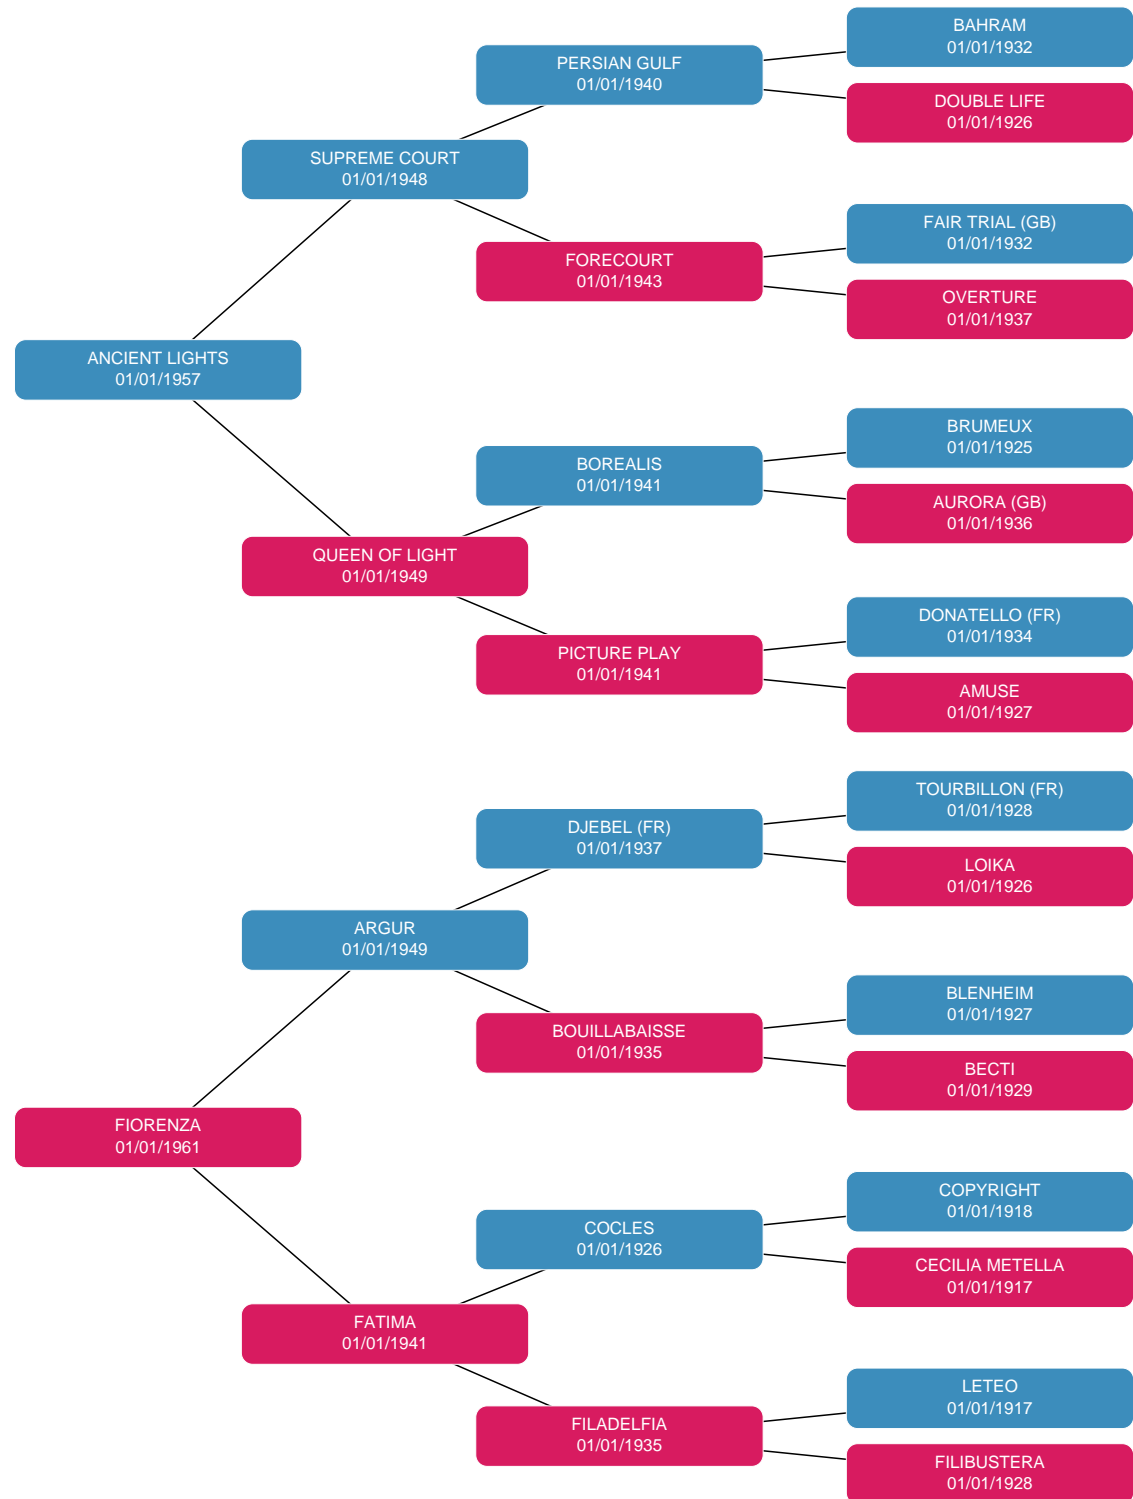 BAHRAM
01/01/1932
PERSIAN GULF
01/01/1940
DOUBLE LIFE
01/01/1926
SUPREME COURT
01/01/1948
FAIR TRIAL (GB)
01/01/1932
FORECOURT
01/01/1943
OVERTURE
01/01/1937
ANCIENT LIGHTS
01/01/1957
BRUMEUX
01/01/1925
BOREALIS
01/01/1941
AURORA (GB)
01/01/1936
QUEEN OF LIGHT
01/01/1949
DONATELLO (FR)
01/01/1934
PICTURE PLAY
01/01/1941
AMUSE
01/01/1927
TOURBILLON (FR)
01/01/1928
DJEBEL (FR)
01/01/1937
LOIKA
01/01/1926
ARGUR
01/01/1949
BLENHEIM
01/01/1927
BOUILLABAISSE
01/01/1935
BECTI
01/01/1929
FIORENZA
01/01/1961
COPYRIGHT
01/01/1918
COCLES
01/01/1926
CECILIA METELLA
01/01/1917
FATIMA
01/01/1941
LETEO
01/01/1917
FILADELFIA
01/01/1935
FILIBUSTERA
01/01/1928